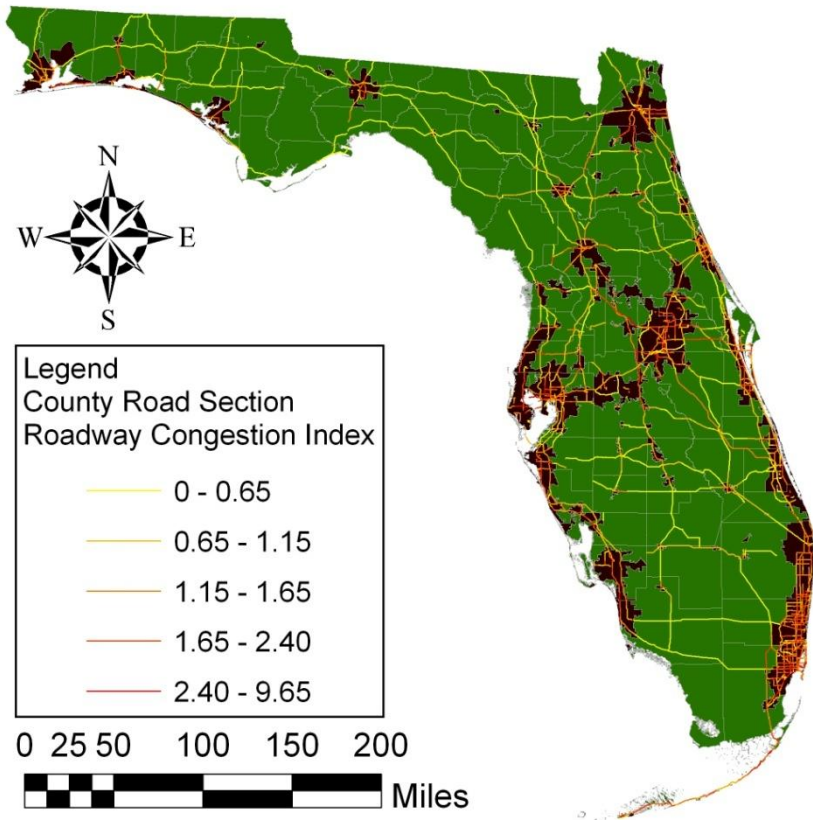 N
W E
S
Legend
County Road Section
Roadway Congestion Index
0 - 0.65
0.65 - 1.15
1.15 - 1.65
1.65 - 2.40
2.40 - 9.65
0 25 50 100 150 200
Miles